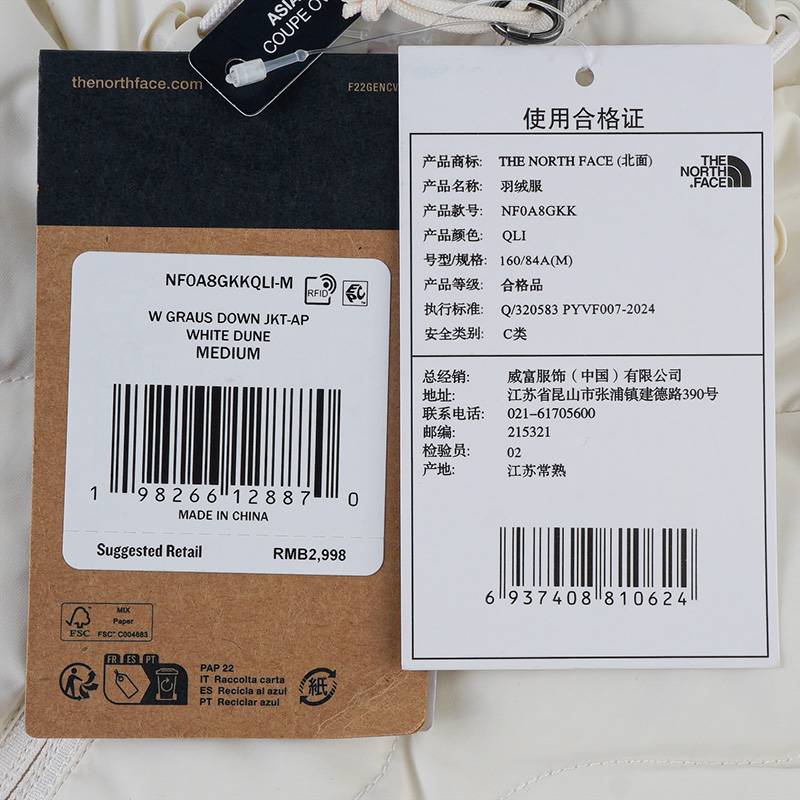 ASIA
COUPE O
thenorthface.com
F22GENCV
NF0A8GKKQLI-M
RFID
EPC
W GRAUS DOWN JKT-AP
WHITE DUNE
MEDIUM
1 98266 12887 0
MADE IN CHINA
Suggested Retail RMB2,998
FSC
MIX
Paper
FSC® C004683
FR ES PT
PAP 22
IT Raccolta carta
ES Recicla al azul
PT Reciclar azul
紙
使用合格证
产品商标: THE NORTH FACE (北面)
产品名称: 羽绒服
产品款号: NF0A8GKK
产品颜色: QLI
号型/规格: 160/84A(M)
产品等级: 合格品
执行标准: Q/320583 PYVF007-2024
安全类别: C类
THE
NORTH
FACE
总经销: 威富服饰（中国）有限公司
地址: 江苏省昆山市张浦镇建德路390号
联系电话: 021-61705600
邮编: 215321
检验员: 02
产地: 江苏常熟
6 937408 810624